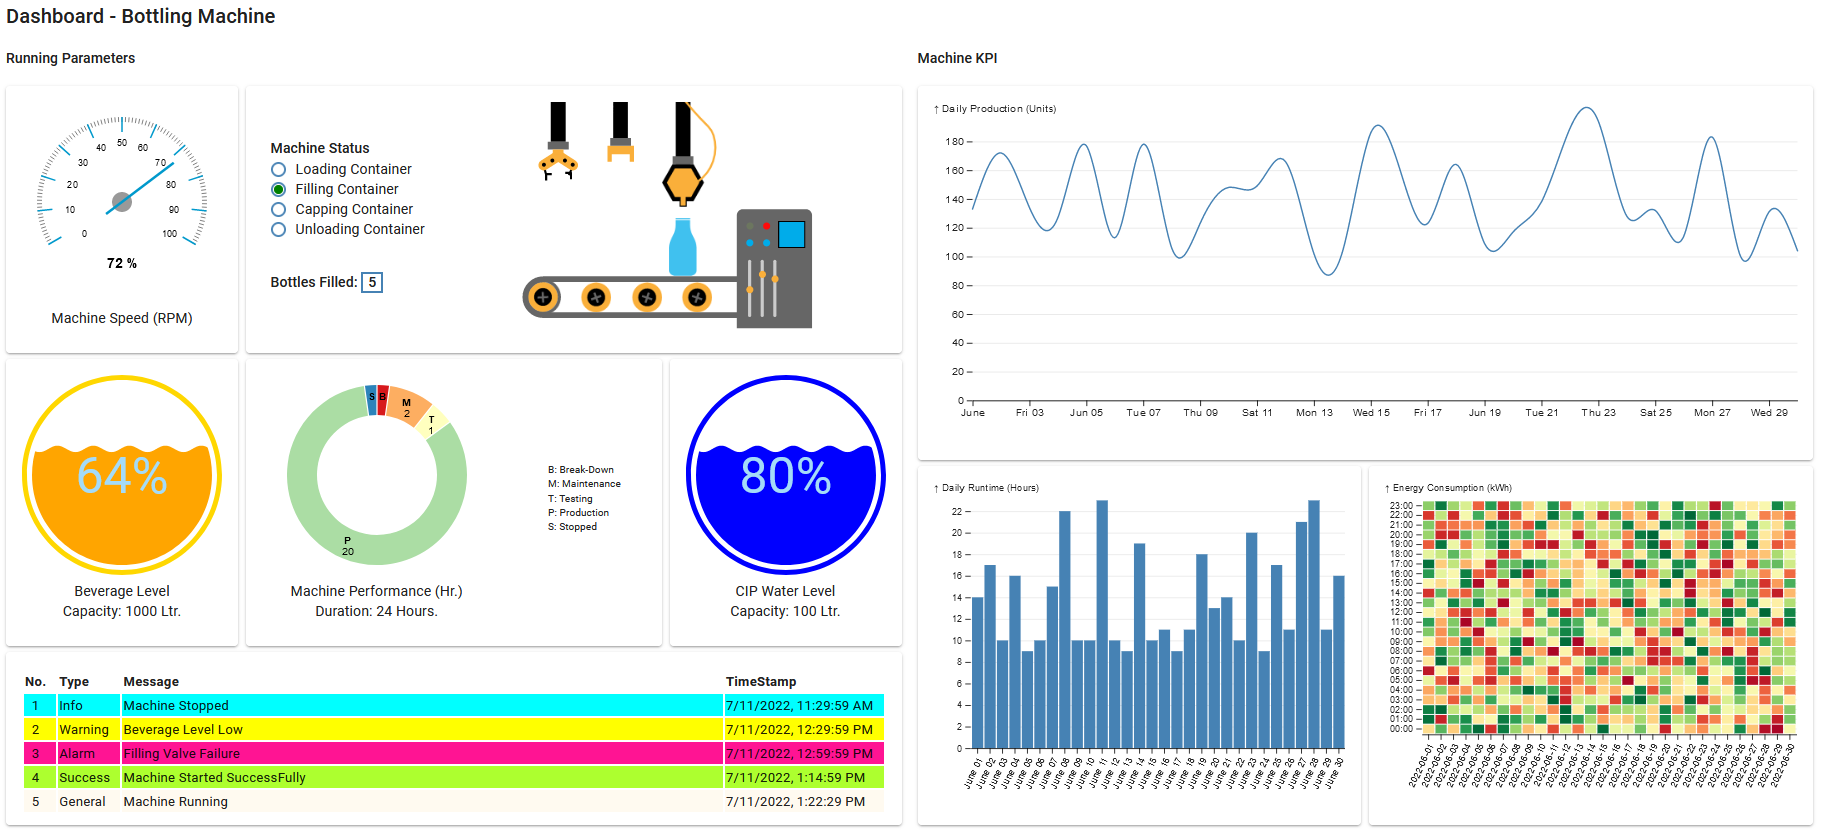 Dashboard - Bottling Machine
Running Parameters
0
10
20
30
40
50
60
70
80
90
100
72 %
Machine Speed (RPM)
Machine Status
Loading Container
Filling Container
Capping Container
Unloading Container
Bottles Filled: 5
64%
Beverage Level
Capacity: 1000 Ltr.
S
B
M
2
T
1
P
20
B: Break-Down
M: Maintenance
T: Testing
P: Production
S: Stopped
Machine Performance (Hr.)
Duration: 24 Hours.
80%
CIP Water Level
Capacity: 100 Ltr.
No. Type Message TimeStamp
1 Info Machine Stopped 7/11/2022, 11:29:59 AM
2 Warning Beverage Level Low 7/11/2022, 12:29:59 PM
3 Alarm Filling Valve Failure 7/11/2022, 12:59:59 PM
4 Success Machine Started SuccessFully 7/11/2022, 1:14:59 PM
5 General Machine Running 7/11/2022, 1:22:29 PM
Machine KPI
↑ Daily Production (Units)
180
160
140
120
100
80
60
40
20
0
June Fri 03 Jun 05 Tue 07 Thu 09 Sat 11 Mon 13 Wed 15 Fri 17 Jun 19 Tue 21 Thu 23 Sat 25 Mon 27 Wed 29
↑ Daily Runtime (Hours)
22
20
18
16
14
12
10
8
6
4
2
0
June 01 June 02 June 03 June 04 June 05 June 06 June 07 June 08 June 09 June 10 June 11 June 12 June 13 June 14 June 15 June 16 June 17 June 18 June 19 June 20 June 21 June 22 June 23 June 24 June 25 June 26 June 27 June 28 June 29 June 30
↑ Energy Consumption (kWh)
23:00
22:00
21:00
20:00
19:00
18:00
17:00
16:00
15:00
14:00
13:00
12:00
11:00
10:00
09:00
08:00
07:00
06:00
05:00
04:00
03:00
02:00
01:00
00:00
2022-06-01 2022-06-02 2022-06-03 2022-06-04 2022-06-05 2022-06-06 2022-06-07 2022-06-08 2022-06-09 2022-06-10 2022-06-11 2022-06-12 2022-06-13 2022-06-14 2022-06-15 2022-06-16 2022-06-17 2022-06-18 2022-06-19 2022-06-20 2022-06-21 2022-06-22 2022-06-23 2022-06-24 2022-06-25 2022-06-26 2022-06-27 2022-06-28 2022-06-29 2022-06-30